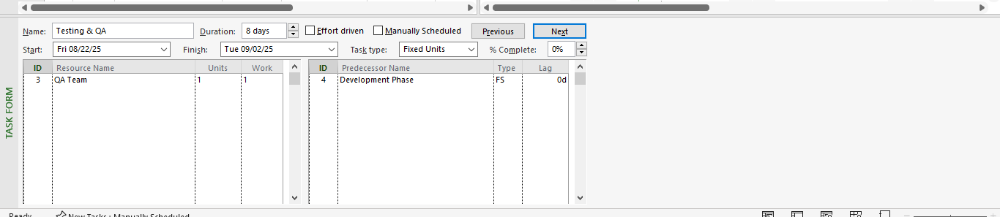 Name: Testing & QA Duration: 8 days Effort driven Manually Scheduled Previous Next
Start: Fri 08/22/25 Finish: Tue 09/02/25 Task type: Fixed Units % Complete: 0%
ID Resource Name Units Work ID Predecessor Name Type Lag
3 QA Team 1 1 4 Development Phase FS 0d
TASK FORM
Ready New Tasks : Manually Scheduled